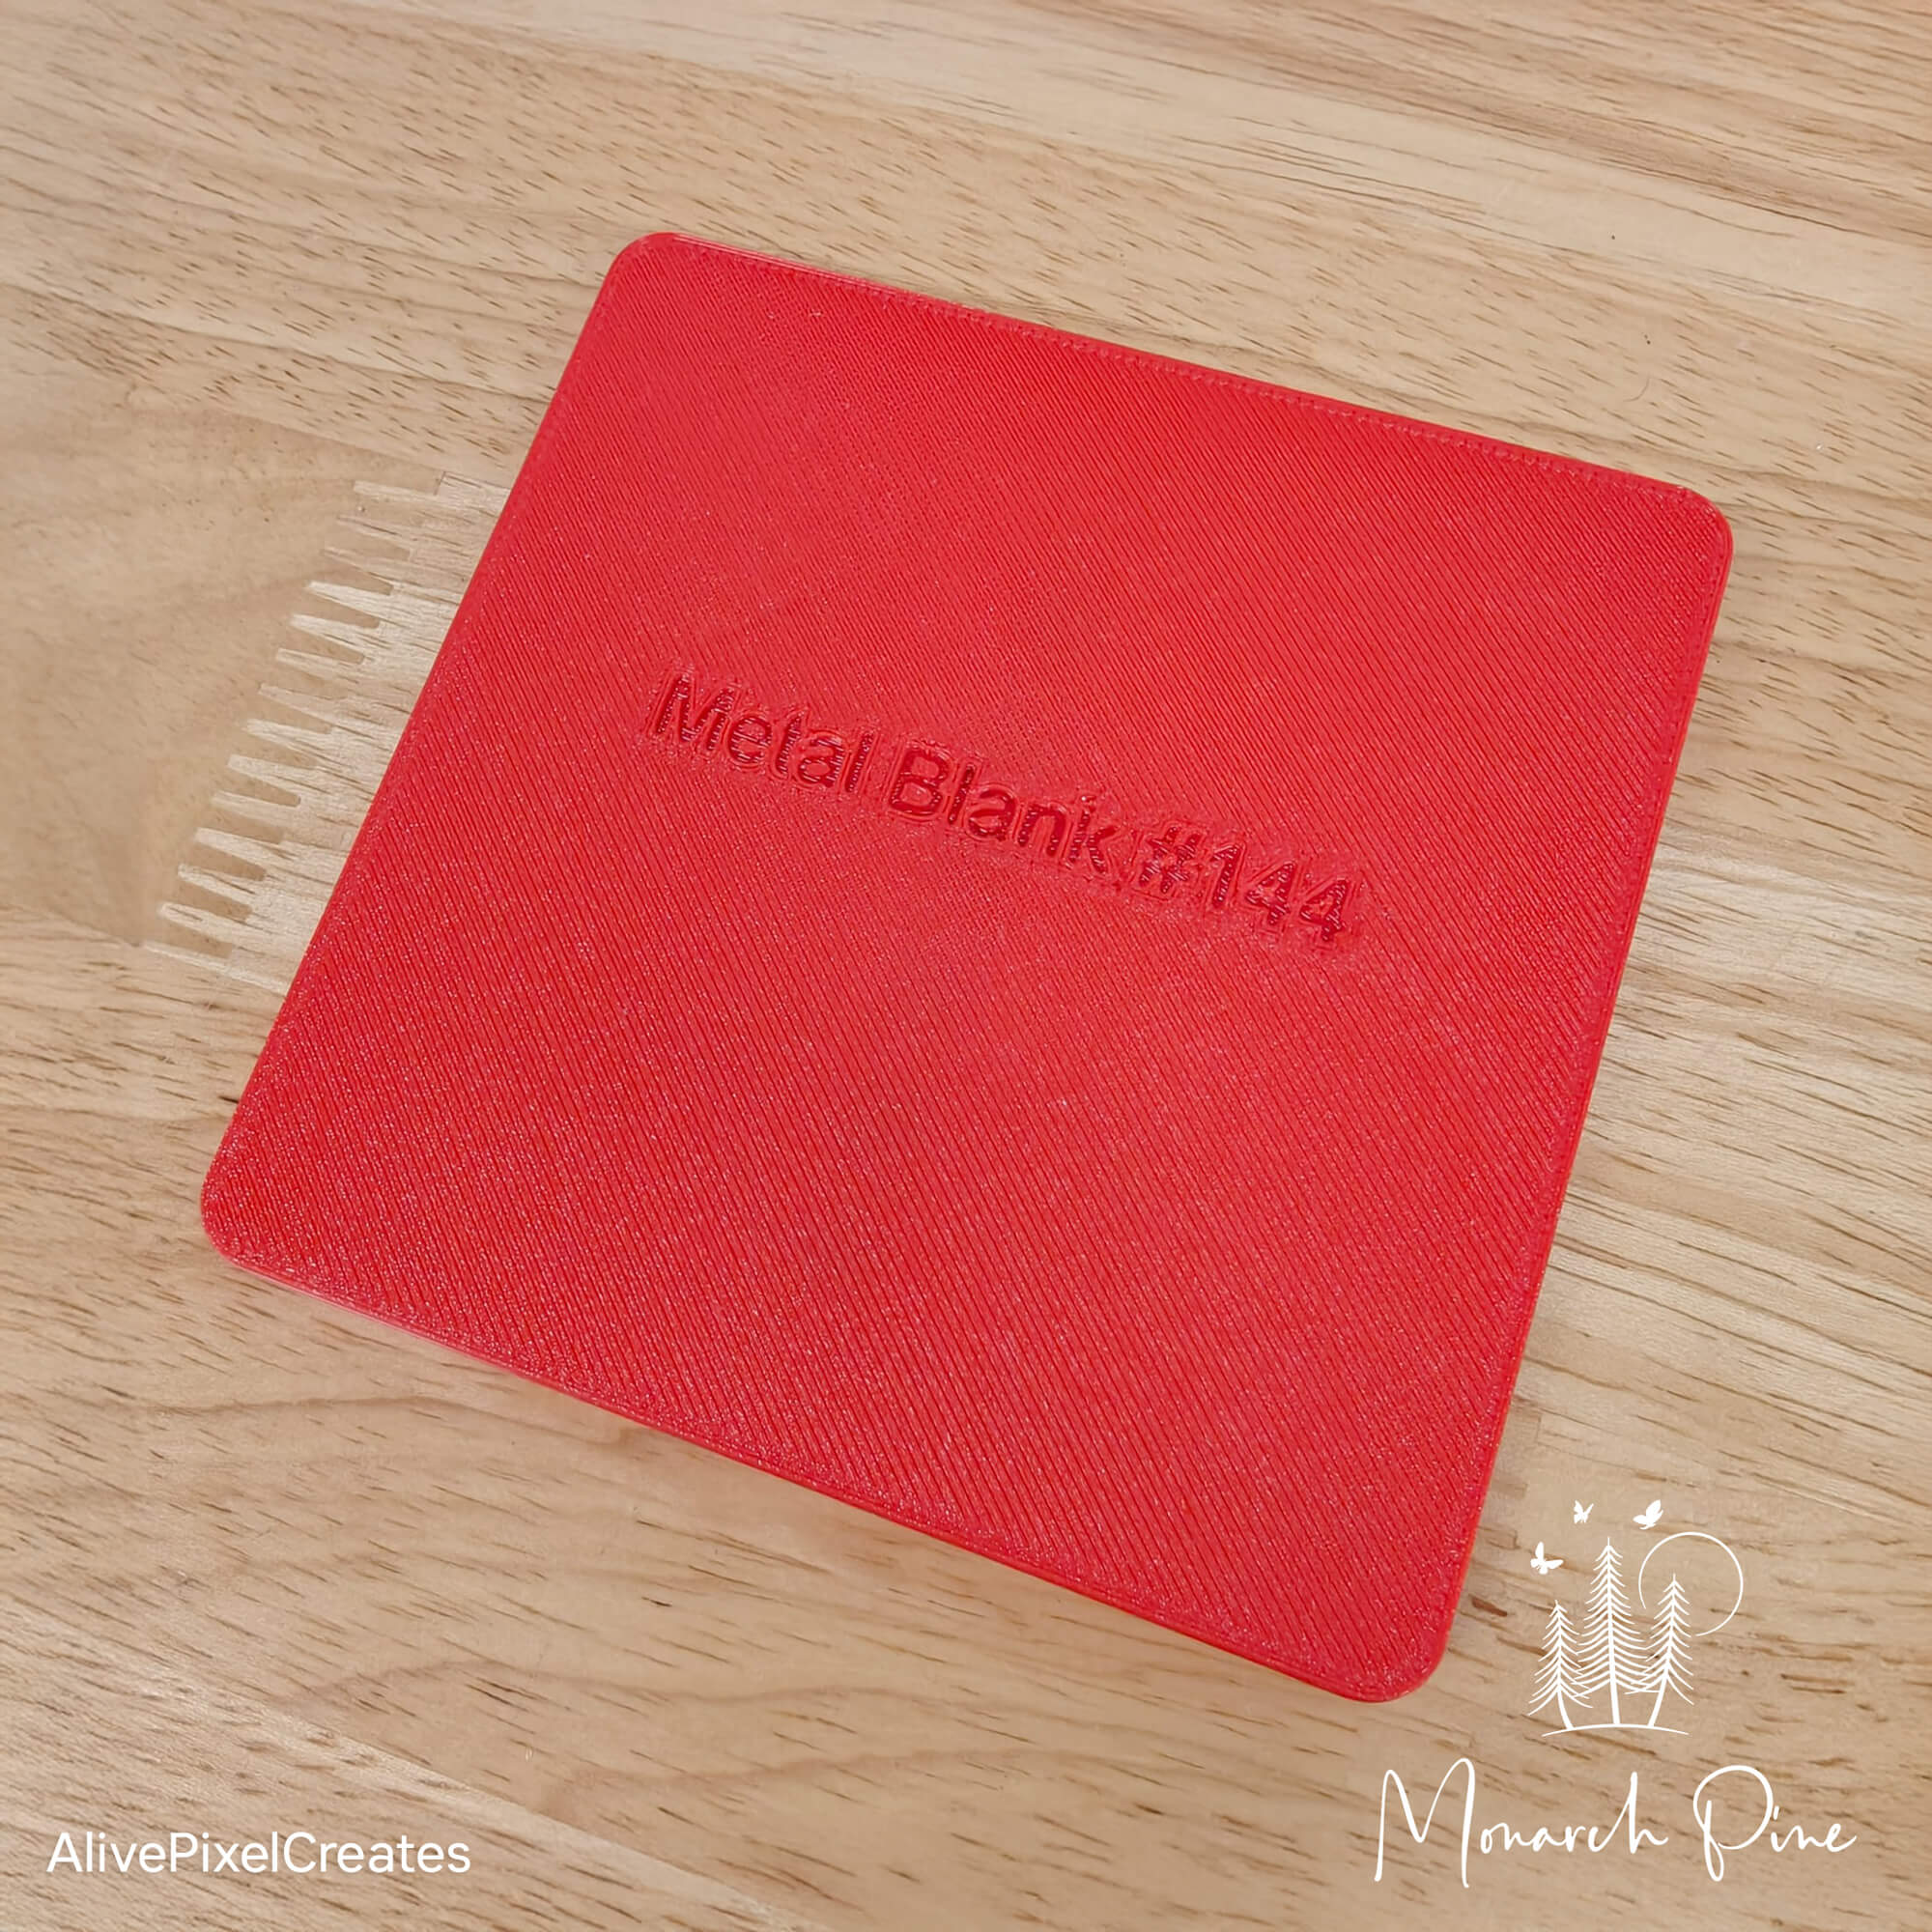 Metal Blank #144
Monarch Pine
AlivePixelCreates